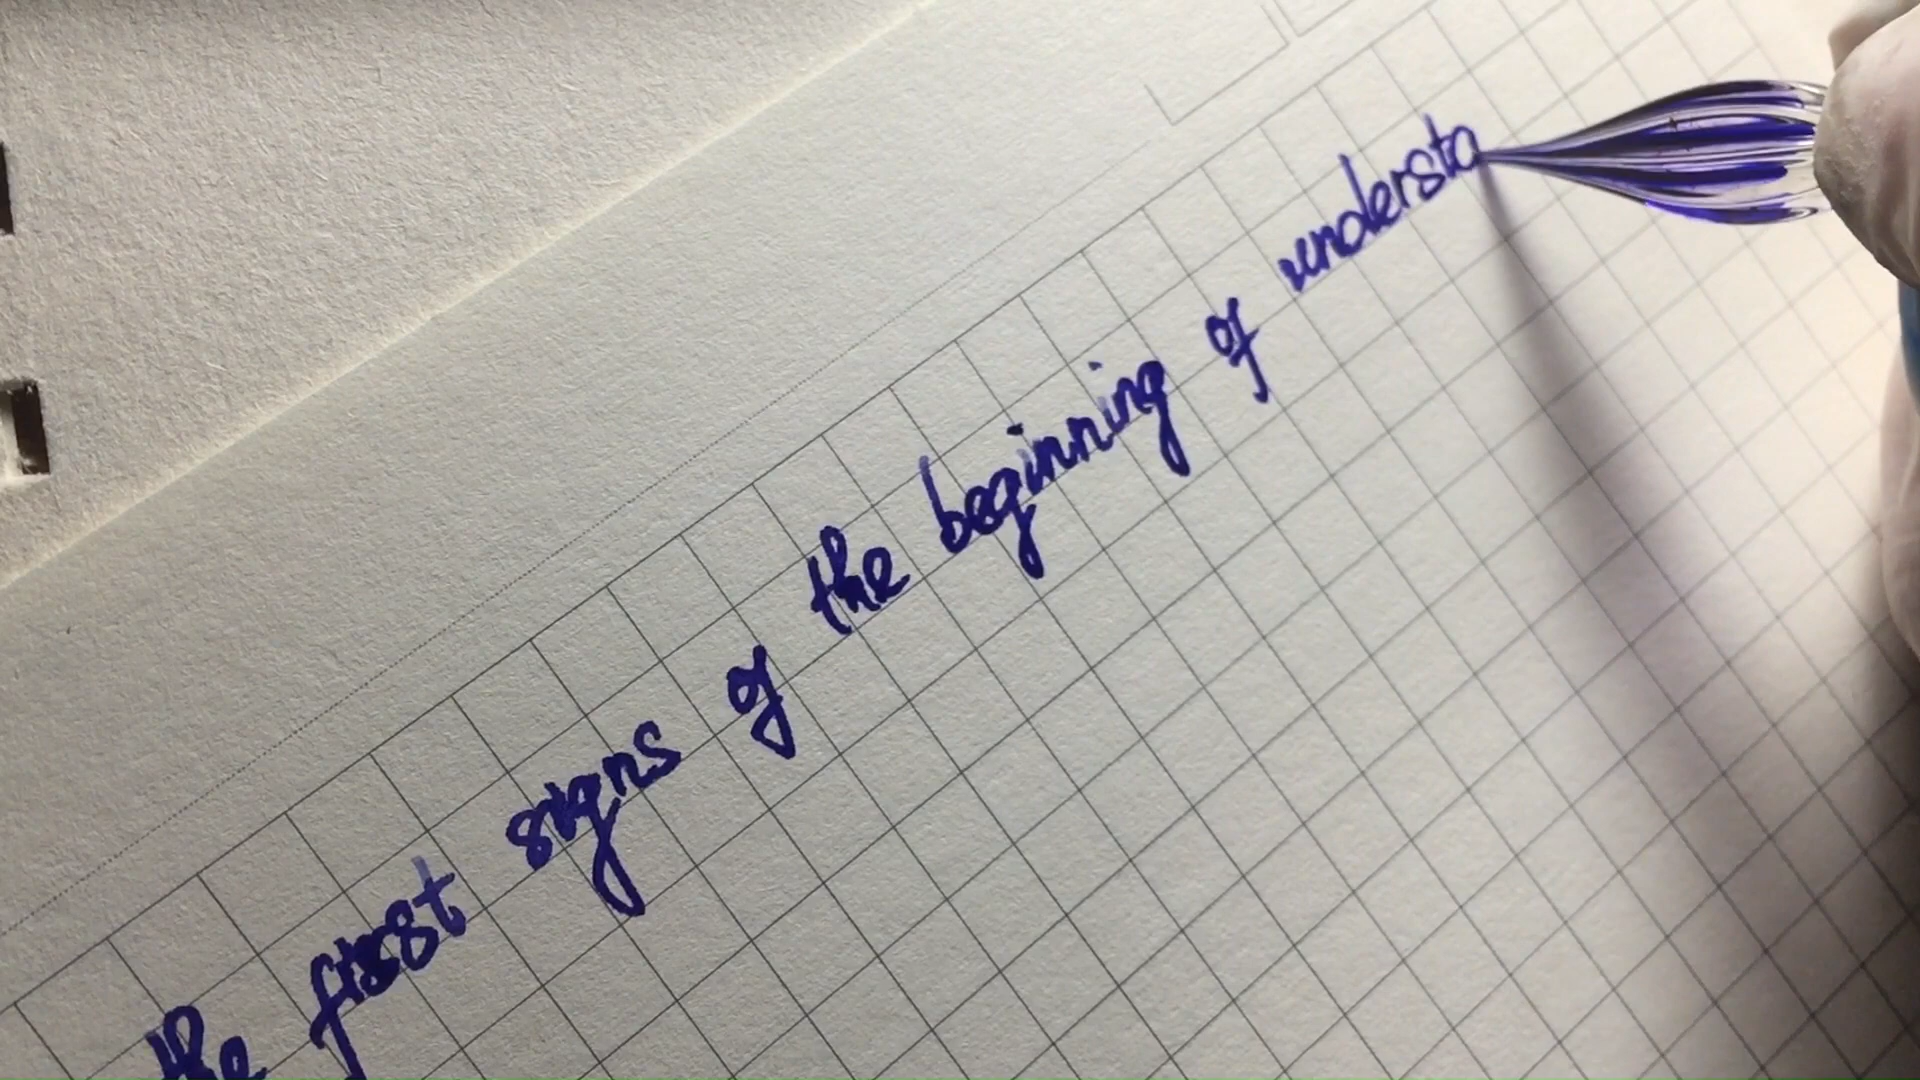 the first signs of the beginning of understa